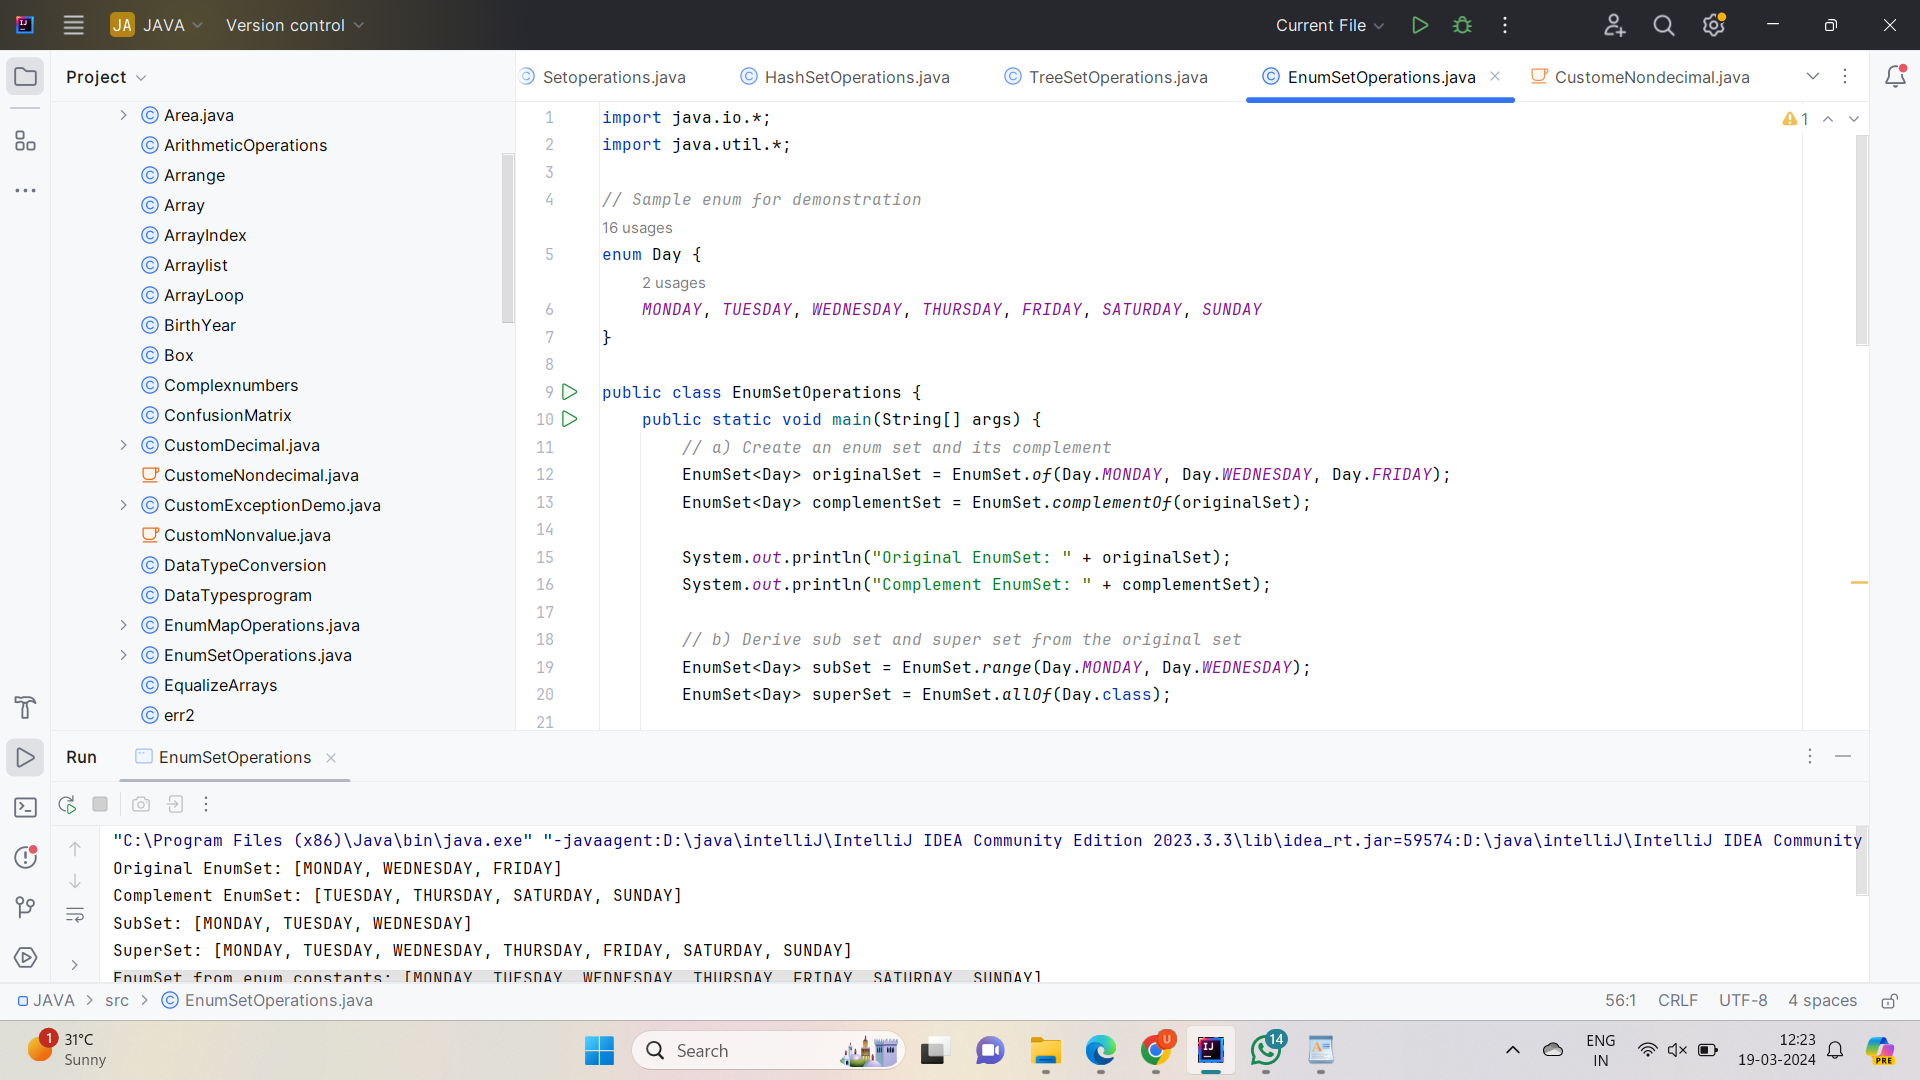 JA JAVA Version control Current File
Project
Setoperations.java HashSetOperations.java TreeSetOperations.java EnumSetOperations.java CustomeNondecimal.java
Area.java
ArithmeticOperations
Arrange
Array
ArrayIndex
Arraylist
ArrayLoop
BirthYear
Box
Complexnumbers
ConfusionMatrix
CustomDecimal.java
CustomeNondecimal.java
CustomExceptionDemo.java
CustomNonvalue.java
DataTypeConversion
DataTypesprogram
EnumMapOperations.java
EnumSetOperations.java
EqualizeArrays
err2
1 import java.io.*;
1
2 import java.util.*;
3
4 // Sample enum for demonstration
16 usages
5 enum Day {
2 usages
6 MONDAY, TUESDAY, WEDNESDAY, THURSDAY, FRIDAY, SATURDAY, SUNDAY
7 }
8
9 public class EnumSetOperations {
10 public static void main(String[] args) {
11 // a) Create an enum set and its complement
12 EnumSet<Day> originalSet = EnumSet.of(Day.MONDAY, Day.WEDNESDAY, Day.FRIDAY);
13 EnumSet<Day> complementSet = EnumSet.complementOf(originalSet);
14
15 System.out.println("Original EnumSet: " + originalSet);
16 System.out.println("Complement EnumSet: " + complementSet);
17
18 // b) Derive sub set and super set from the original set
19 EnumSet<Day> subSet = EnumSet.range(Day.MONDAY, Day.WEDNESDAY);
20 EnumSet<Day> superSet = EnumSet.allOf(Day.class);
21
Run EnumSetOperations
"C:\Program Files (x86)\Java\bin\java.exe" "-javaagent:D:\java\intelliJ\IntelliJ IDEA Community Edition 2023.3.3\lib\idea_rt.jar=59574:D:\java\intelliJ\IntelliJ IDEA Community
Original EnumSet: [MONDAY, WEDNESDAY, FRIDAY]
Complement EnumSet: [TUESDAY, THURSDAY, SATURDAY, SUNDAY]
SubSet: [MONDAY, TUESDAY, WEDNESDAY]
SuperSet: [MONDAY, TUESDAY, WEDNESDAY, THURSDAY, FRIDAY, SATURDAY, SUNDAY]
EnumSet from enum constants: [MONDAY, TUESDAY, WEDNESDAY, THURSDAY, FRIDAY, SATURDAY, SUNDAY]
JAVA > src > EnumSetOperations.java
56:1 CRLF UTF-8 4 spaces
1 31°C
Sunny
Search
U
IJ
14
ENG
IN
12:23
19-03-2024
PRE